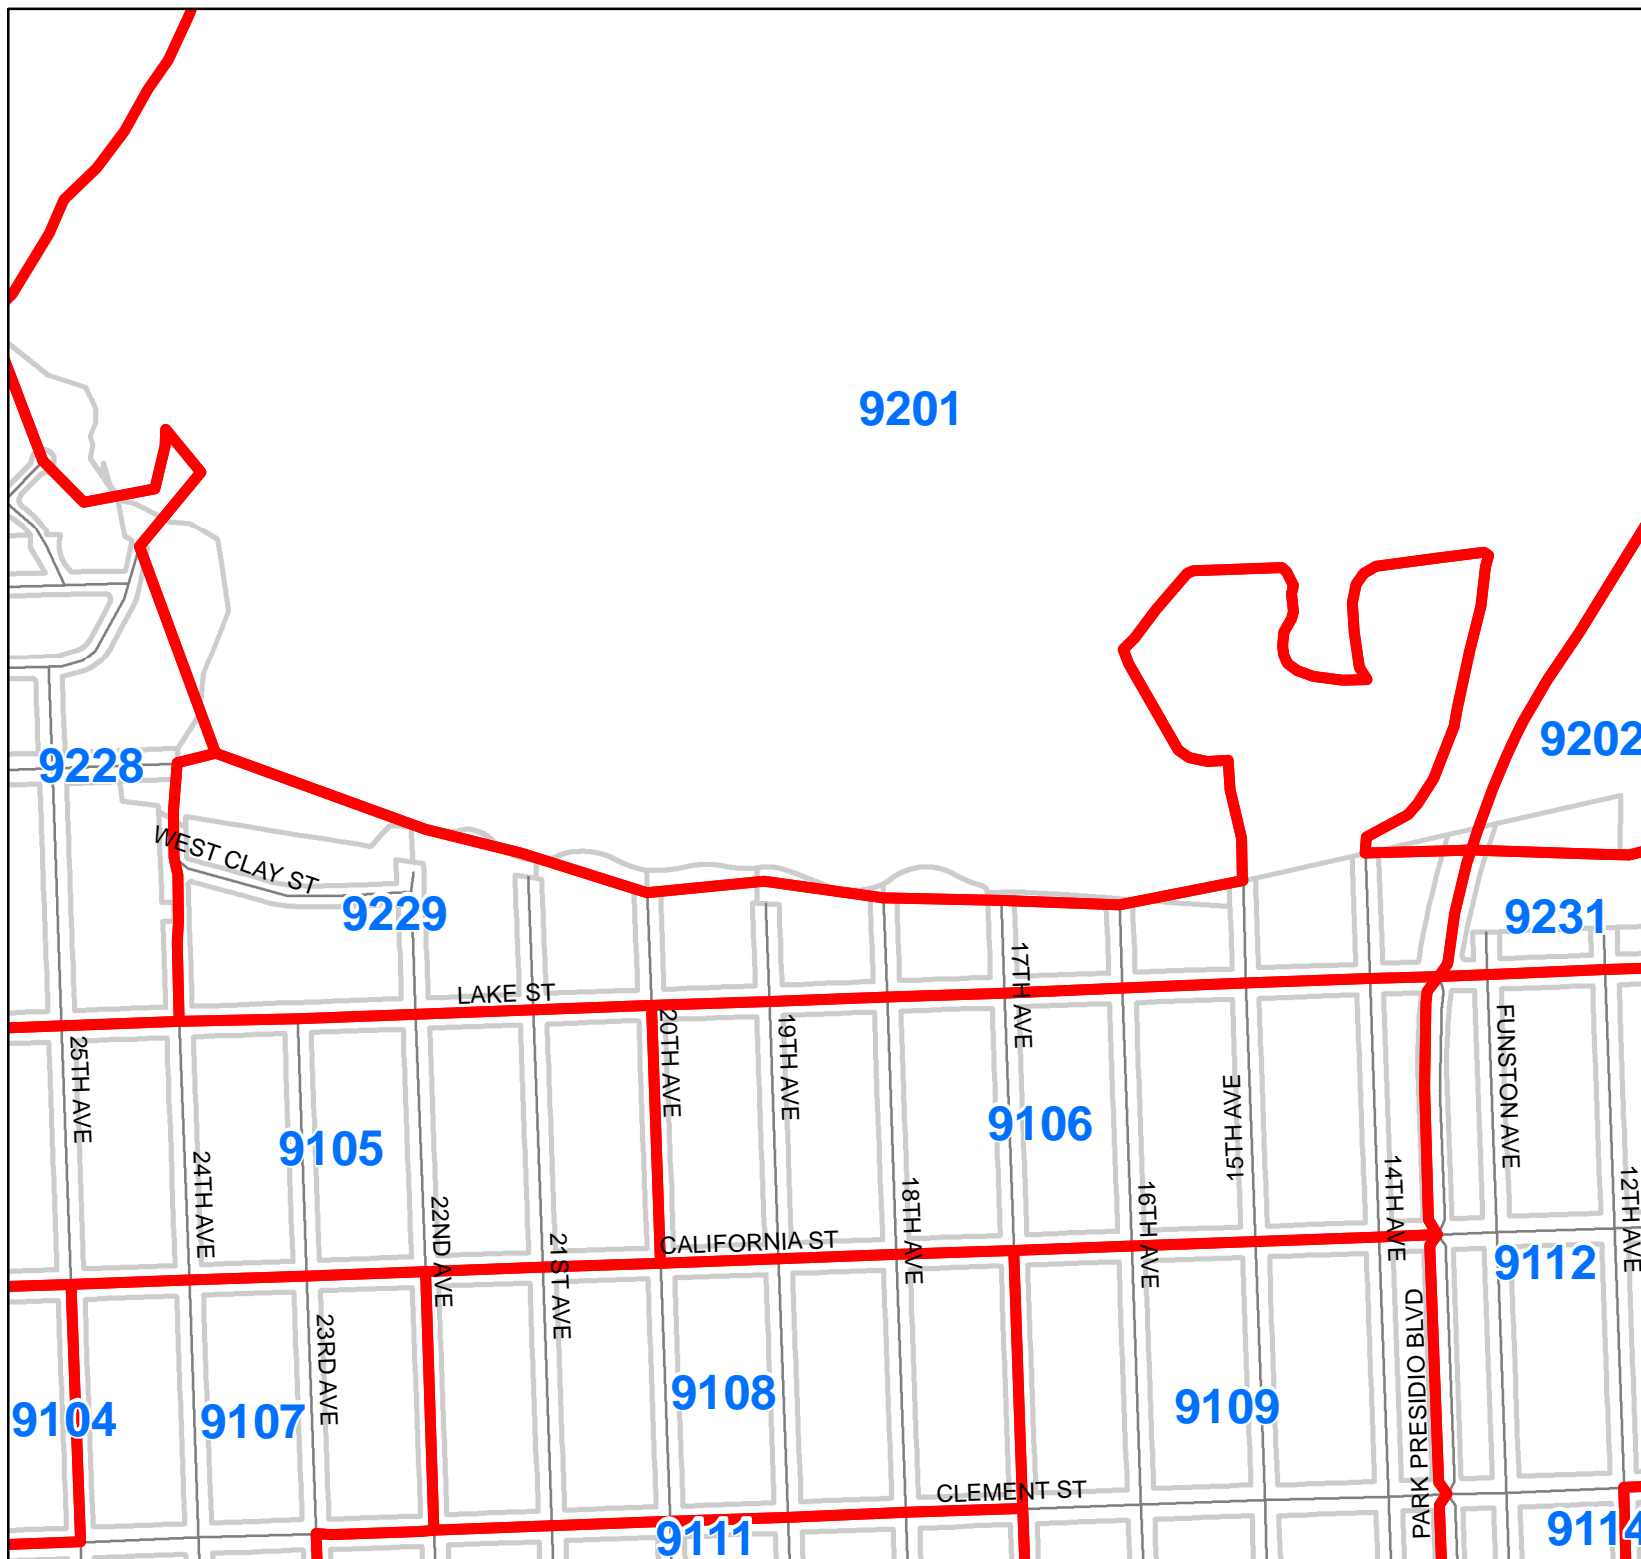 9201
9202
9228
WEST CLAY ST
9229
9231
17TH AVE
LAKE ST
FUNSTON AVE
20TH AVE
19TH AVE
25TH AVE
15TH AVE
9106
9105
24TH AVE
14TH AVE
12TH AVE
18TH AVE
16TH AVE
22ND AVE
21ST AVE
CALIFORNIA ST
9112
PARK PRESIDIO BLVD
23RD AVE
9108
9109
9104
9107
CLEMENT ST
9111
9114